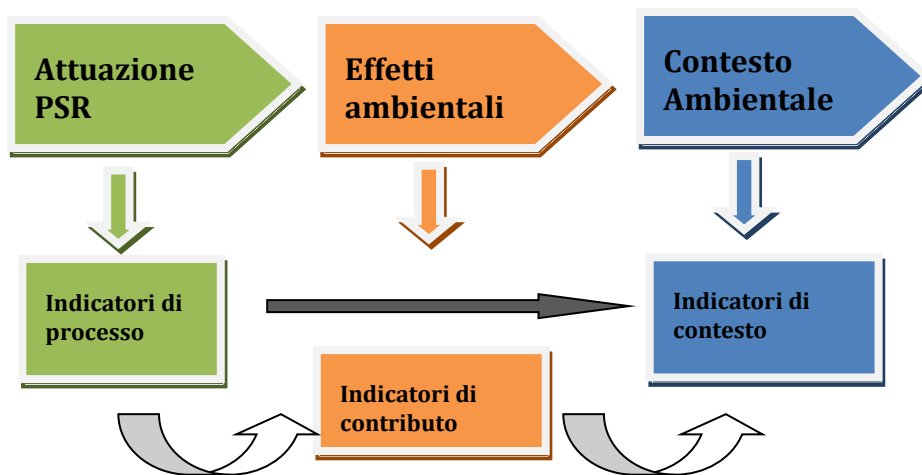 Attuazione
PSR
Effetti
ambientali
Contesto
Ambientale
Indicatori di
processo
Indicatori di
contributo
Indicatori di
contesto